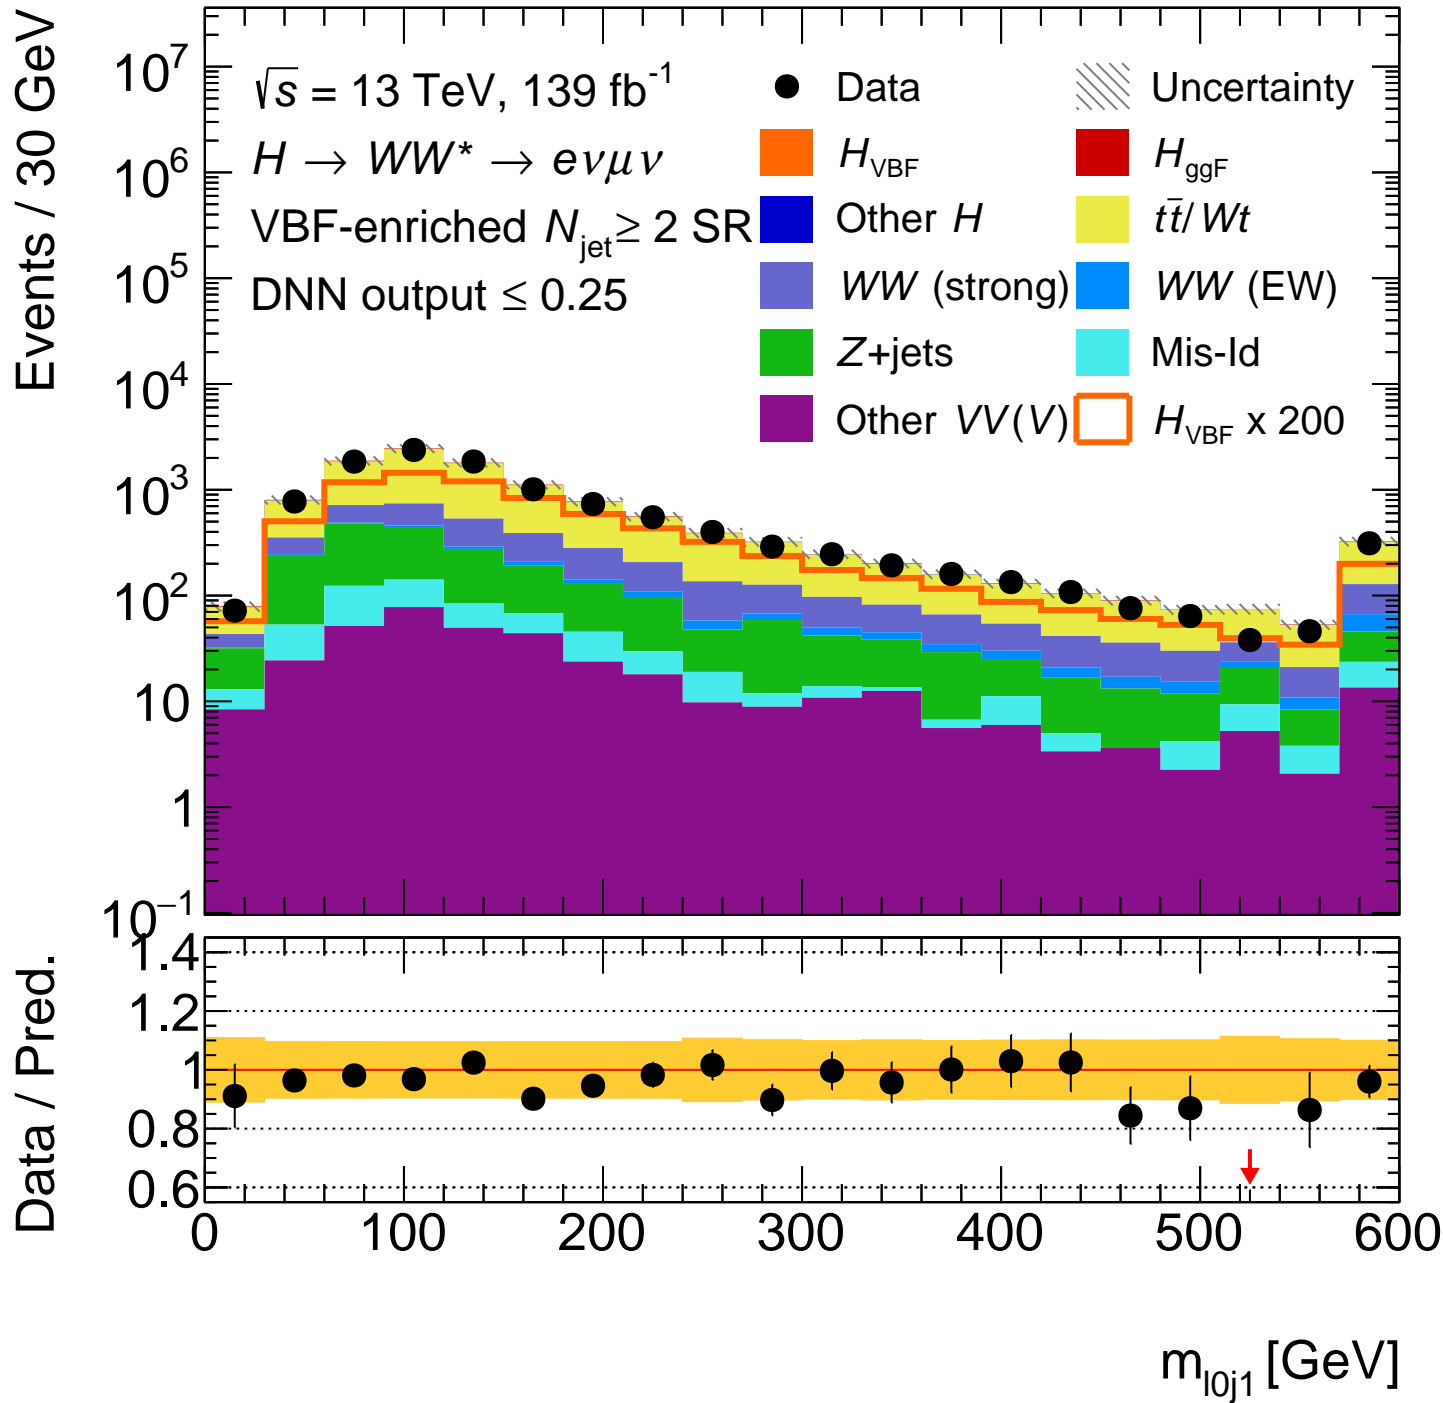 Events / 30 GeV
10⁷
10⁶
10⁵
10⁴
10³
10²
10
1
10⁻¹
√s = 13 TeV, 139 fb⁻¹
H → WW* → eνμν
VBF-enriched N_jet ≥ 2 SR
DNN output ≤ 0.25
Data
Uncertainty
H_VBF
H_ggF
Other H
tt̄/Wt
WW (strong)
WW (EW)
Z+jets
Mis-Id
Other VV(V)
H_VBF x 200
Data / Pred.
1.4
1.2
1
0.8
0.6
0 100 200 300 400 500 600
m_l0j1 [GeV]